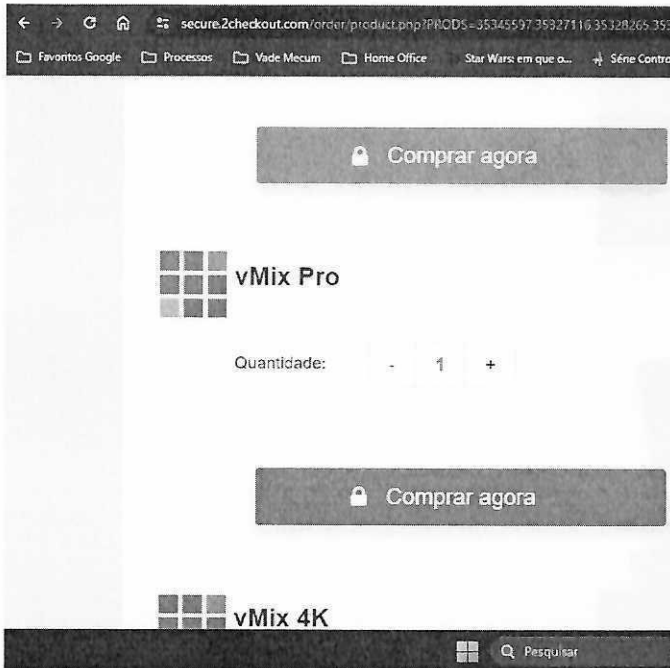 secure.2checkout.com/order/product.php?PRODS=35345597,35327116,35328265,353
Favoritos Google Processos Vade Mecum Home Office Star Wars: em que o... Série Contro
Comprar agora
vMix Pro
Quantidade: - 1 +
Comprar agora
vMix 4K
Pesquisar